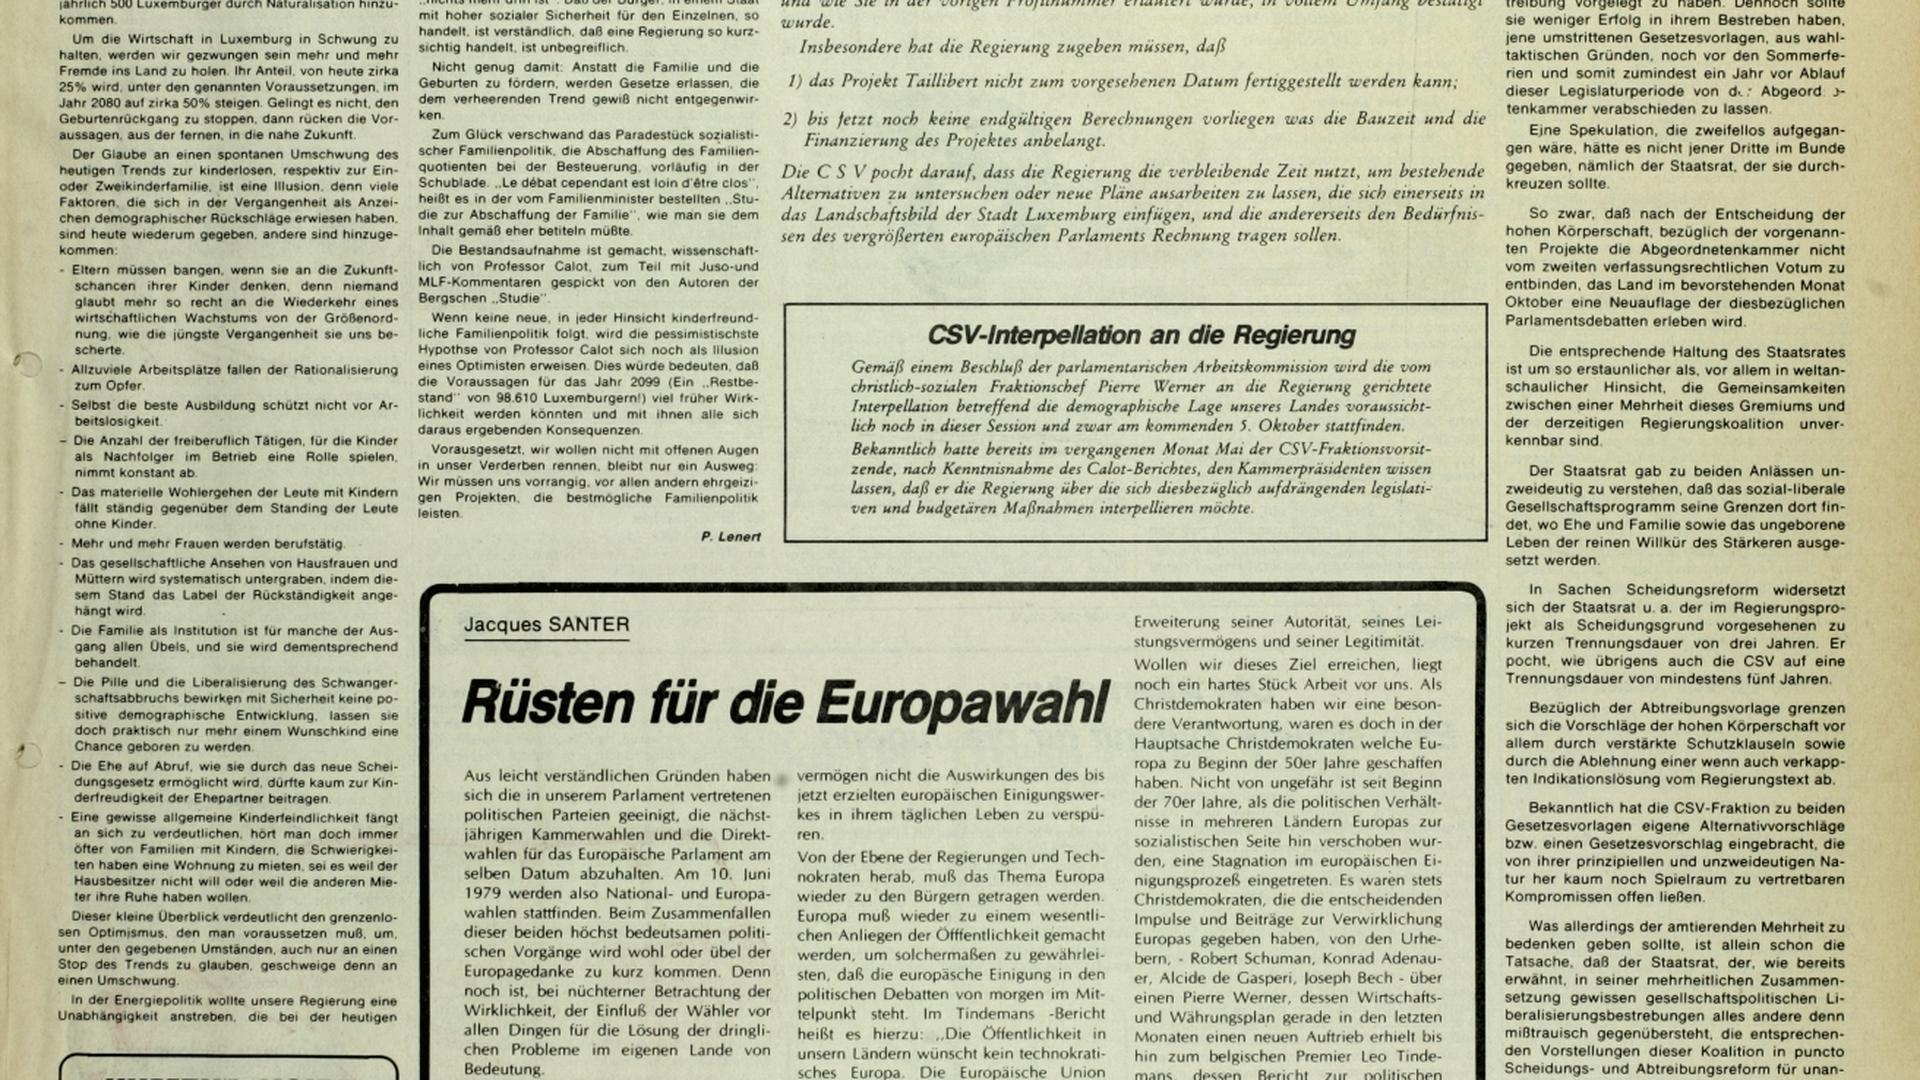 jährlich 500 Luxemburger durch Naturalisation hinzu-
kommen.
Um die Wirtschaft in Luxemburg in Schwung zu
halten, werden wir gezwungen sein mehr und mehr
Fremde ins Land zu holen. Ihr Anteil, von heute zirka
25% wird, unter den genannten Voraussetzungen, im
Jahr 2080 auf zirka 50% steigen. Gelingt es nicht, den
Geburtenrückgang zu stoppen, dann rücken die Vor-
aussagen, aus der fernen, in die nahe Zukunft.
Der Glaube an einen spontanen Umschwung des
heutigen Trends zur kinderlosen, respektiv zur Ein-
oder Zweikinderfamilie, ist eine Illusion, denn viele
Faktoren, die sich in der Vergangenheit als Anzei-
chen demographischer Rückschläge erwiesen haben,
sind heute wiederum gegeben, andere sind hinzuge-
kommen:
- Eltern müssen bangen, wenn sie an die Zukunft-
schancen ihrer Kinder denken, denn niemand
glaubt mehr so recht an die Wiederkehr eines
wirtschaftlichen Wachstums von der Größenord-
nung, wie die jüngste Vergangenheit sie uns be-
scherte.
- Allzuviele Arbeitsplätze fallen der Rationalisierung
zum Opfer.
- Selbst die beste Ausbildung schützt nicht vor Ar-
beitslosigkeit.
– Die Anzahl der freiberuflich Tätigen, für die Kinder
als Nachfolger im Betrieb eine Rolle spielen,
nimmt konstant ab.
- Das materielle Wohlergehen der Leute mit Kindern
fällt ständig gegenüber dem Standing der Leute
ohne Kinder.
- Mehr und mehr Frauen werden berufstätig.
- Das gesellschaftliche Ansehen von Hausfrauen und
Müttern wird systematisch untergraben, indem die-
sem Stand das Label der Rückständigkeit ange-
hängt wird.
- Die Familie als Institution ist für manche der Aus-
gang allen Übels, und sie wird dementsprechend
behandelt.
– Die Pille und die Liberalisierung des Schwanger-
schaftsabbruchs bewirken mit Sicherheit keine po-
sitive demographische Entwicklung, lassen sie
doch praktisch nur mehr einem Wunschkind eine
Chance geboren zu werden.
- Die Ehe auf Abruf, wie sie durch das neue Schei-
dungsgesetz ermöglicht wird, dürfte kaum zur Kin-
derfreudigkeit der Ehepartner beitragen.
- Eine gewisse allgemeine Kinderfeindlichkeit fängt
an sich zu verdeutlichen, hört man doch immer
öfter von Familien mit Kindern, die Schwierigkei-
ten haben eine Wohnung zu mieten, sei es weil der
Hausbesitzer nicht will oder weil die anderen Mie-
ter ihre Ruhe haben wollen.
Dieser kleine Überblick verdeutlicht den grenzenlo-
sen Optimismus, den man voraussetzen muß, um,
unter den gegebenen Umständen, auch nur an einen
Stop des Trends zu glauben, geschweige denn an
einen Umschwung.
In der Energiepolitik wollte unsere Regierung eine
Unabhängigkeit anstreben, die bei der heutigen
mit hoher sozialer Sicherheit für den Einzelnen, so
handelt, ist verständlich, daß eine Regierung so kurz-
sichtig handelt, ist unbegreiflich.
Nicht genug damit: Anstatt die Familie und die
Geburten zu fördern, werden Gesetze erlassen, die
dem verheerenden Trend gewiß nicht entgegenwir-
ken.
Zum Glück verschwand das Paradestück sozialisti-
scher Familienpolitik, die Abschaffung des Familien-
quotienten bei der Besteuerung, vorläufig in der
Schublade. „Le débat cependant est loin d'être clos",
heißt es in der vom Familienminister bestellten „Stu-
die zur Abschaffung der Familie", wie man sie dem
Inhalt gemäß eher betiteln müßte.
Die Bestandsaufnahme ist gemacht, wissenschaft-
lich von Professor Calot, zum Teil mit Juso-und
MLF-Kommentaren gespickt von den Autoren der
Bergschen „Studie".
Wenn keine neue, in jeder Hinsicht kinderfreund-
liche Familienpolitik folgt, wird die pessimistischste
Hypothse von Professor Calot sich noch als Illusion
eines Optimisten erweisen. Dies würde bedeuten, daß
die Voraussagen für das Jahr 2099 (Ein „Restbe-
stand" von 98.610 Luxemburgern!) viel früher Wirk-
lichkeit werden könnten und mit ihnen alle sich
daraus ergebenden Konsequenzen.
Vorausgesetzt, wir wollen nicht mit offenen Augen
in unser Verderben rennen, bleibt nur ein Ausweg:
Wir müssen uns vorrangig, vor allen andern ehrgeizi-
gen Projekten, die bestmögliche Familienpolitik
leisten.
P. Lenert
und wie Sie in der vorigen Profilnummer erläutert wurde, in vollem Umfang bestätigt
wurde.
Insbesondere hat die Regierung zugeben müssen, daß
1) das Projekt Taillibert nicht zum vorgesehenen Datum fertiggestellt werden kann;
2) bis jetzt noch keine endgültigen Berechnungen vorliegen was die Bauzeit und die
Finanzierung des Projektes anbelangt.
Die C S V pocht darauf, dass die Regierung die verbleibende Zeit nutzt, um bestehende
Alternativen zu untersuchen oder neue Pläne ausarbeiten zu lassen, die sich einerseits in
das Landschaftsbild der Stadt Luxemburg einfügen, und die andererseits den Bedürfnis-
sen des vergrößerten europäischen Parlaments Rechnung tragen sollen.
CSV-Interpellation an die Regierung
Gemäß einem Beschluß der parlamentarischen Arbeitskommission wird die vom
christlich-sozialen Fraktionschef Pierre Werner an die Regierung gerichtete
Interpellation betreffend die demographische Lage unseres Landes voraussicht-
lich noch in dieser Session und zwar am kommenden 5. Oktober stattfinden.
Bekanntlich hatte bereits im vergangenen Monat Mai der CSV-Fraktionsvorsit-
zende, nach Kenntnisnahme des Calot-Berichtes, den Kammerpräsidenten wissen
lassen, daß er die Regierung über die sich diesbezüglich aufdrängenden legislati-
ven und budgetären Maßnahmen interpellieren möchte.
Jacques SANTER
Rüsten für die Europawahl
Aus leicht verständlichen Gründen haben
sich die in unserem Parlament vertretenen
politischen Parteien geeinigt, die nächst-
jährigen Kammerwahlen und die Direkt-
wahlen für das Europäische Parlament am
selben Datum abzuhalten. Am 10. Juni
1979 werden also National- und Europa-
wahlen stattfinden. Beim Zusammenfallen
dieser beiden höchst bedeutsamen politi-
schen Vorgänge wird wohl oder übel der
Europagedanke zu kurz kommen. Denn
noch ist, bei nüchterner Betrachtung der
Wirklichkeit, der Einfluß der Wähler vor
allen Dingen für die Lösung der dringli-
chen Probleme im eigenen Lande von
Bedeutung.
vermögen nicht die Auswirkungen des bis
jetzt erzielten europäischen Einigungswer-
kes in ihrem täglichen Leben zu verspü-
ren.
Von der Ebene der Regierungen und Tech-
nokraten herab, muß das Thema Europa
wieder zu den Bürgern getragen werden.
Europa muß wieder zu einem wesentli-
chen Anliegen der Öfffentlichkeit gemacht
werden, um solchermaßen zu gewährlei-
sten, daß die europäsche Einigung in den
politischen Debatten von morgen im Mit-
telpunkt steht. Im Tindemans -Bericht
heißt es hierzu: „Die Öffentlichkeit in
unsern Ländern wünscht kein technokrati-
sches Europa. Die Europäische Union
Erweiterung seiner Autorität, seines Lei-
stungsvermögens und seiner Legitimität.
Wollen wir dieses Ziel erreichen, liegt
noch ein hartes Stück Arbeit vor uns. Als
Christdemokraten haben wir eine beson-
dere Verantwortung, waren es doch in der
Hauptsache Christdemokraten welche Eu-
ropa zu Beginn der 50er Jahre geschaffen
haben. Nicht von ungefähr ist seit Beginn
der 70er Jahre, als die politischen Verhält-
nisse in mehreren Ländern Europas zur
sozialistischen Seite hin verschoben wur-
den, eine Stagnation im europäischen Ei-
nigungsprozeß eingetreten. Es waren stets
Christdemokraten, die die entscheidenden
Impulse und Beiträge zur Verwirklichung
Europas gegeben haben, von den Urhe-
bern, - Robert Schuman, Konrad Adenau-
er, Alcide de Gasperi, Joseph Bech - über
einen Pierre Werner, dessen Wirtschafts-
und Währungsplan gerade in den letzten
Monaten einen neuen Auftrieb erhielt bis
hin zum belgischen Premier Leo Tinde-
mans, dessen Bericht zur politischen
treibung vorgelegt zu haben. Dennoch sollte
sie weniger Erfolg in ihrem Bestreben haben,
jene umstrittenen Gesetzesvorlagen, aus wahl-
taktischen Gründen, noch vor den Sommerfe-
rien und somit zumindest ein Jahr vor Ablauf
dieser Legislaturperiode von Abgeord
tenkammer verabschieden zu lassen.
Ejne Spekulation, die zweifellos aufgegan-
gen wäre, hätte es nicht jener Dritte im Bunde
gegeben, nämlich der Staatsrat, der sie durch-
kreuzen sollte.
So zwar, daß nach der Entscheidung der
hohen Körperschaft, bezüglich der vorgenann-
ten Projekte die Abgeordnetenkammer nicht
vom zweiten verfassungsrechtlichen Votum zu
entbinden, das Land im bevorstehenden Monat
Oktober eine Neuauflage der diesbezüglichen
Parlamentsdebatten erleben wird.
Die entsprechende Haltung des Staatsrates
ist um so erstaunlicher als, vor allem in weltan-
schaulicher Hinsicht, die Gemeinsamkeiten
zwischen einer Mehrheit dieses Gremiums und
der derzeitigen Regierungskoalition unver-
kennbar sind.
Der Staatsrat gab zu beiden Anlässen un-
zweideutig zu verstehen, daß das sozial-liberale
Gesellschaftsprogramm seine Grenzen dort fin-
det, wo Ehe und Familie sowie das ungeborene
Leben der reinen Willkür des Stärkeren ausge-
setzt werden.
In Sachen Scheidungsreform widersetzt
sich der Staatsrat u. a. der im Regierungspro-
jekt als Scheidungsgrund vorgesehenen zu
kurzen Trennungsdauer von drei Jahren. Er
pocht, wie übrigens auch die CSV auf eine
Trennungsdauer von mindestens fünf Jahren.
Bezüglich der Abtreibungsvorlage grenzen
sich die Vorschläge der hohen Körperschaft vor
allem durch verstärkte Schutzklauseln sowie
durch die Ablehnung einer wenn auch verkapp-
ten Indikationslösung vom Regierungstext ab.
Bekanntlich hat die CSV-Fraktion zu beiden
Gesetzesvorlagen eigene Alternativvorschläge
bzw. einen Gesetzesvorschlag eingebracht, die
von ihrer prinzipiellen und unzweideutigen Na-
tur her kaum noch Spielraum zu vertretbaren
Kompromissen offen ließen.
Was allerdings der amtierenden Mehrheit zu
bedenken geben sollte, ist allein schon die
Tatsache, daß der Staatsrat, der, wie bereits
erwähnt, in seiner mehrheitlichen Zusammen-
setzung gewissen gesellschaftspolitischen Li-
beralisierungsbestrebungen alles andere denn
mißtrauisch gegenübersteht, die entsprechen-
den Vorstellungen dieser Koalition in puncto
Scheidungs- und Abtreibungsreform für unan-